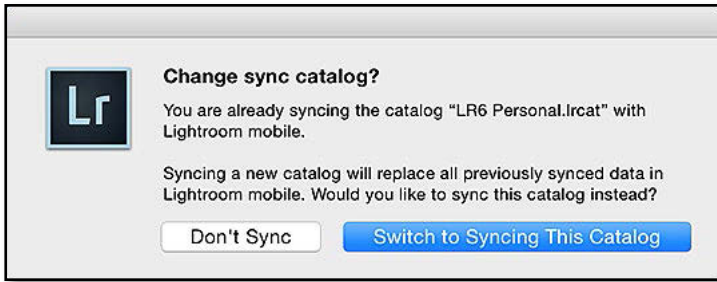 Lr
Change sync catalog?
You are already syncing the catalog “LR6 Personal.lrcat” with
Lightroom mobile.
Syncing a new catalog will replace all previously synced data in
Lightroom mobile. Would you like to sync this catalog instead?
Don't Sync
Switch to Syncing This Catalog